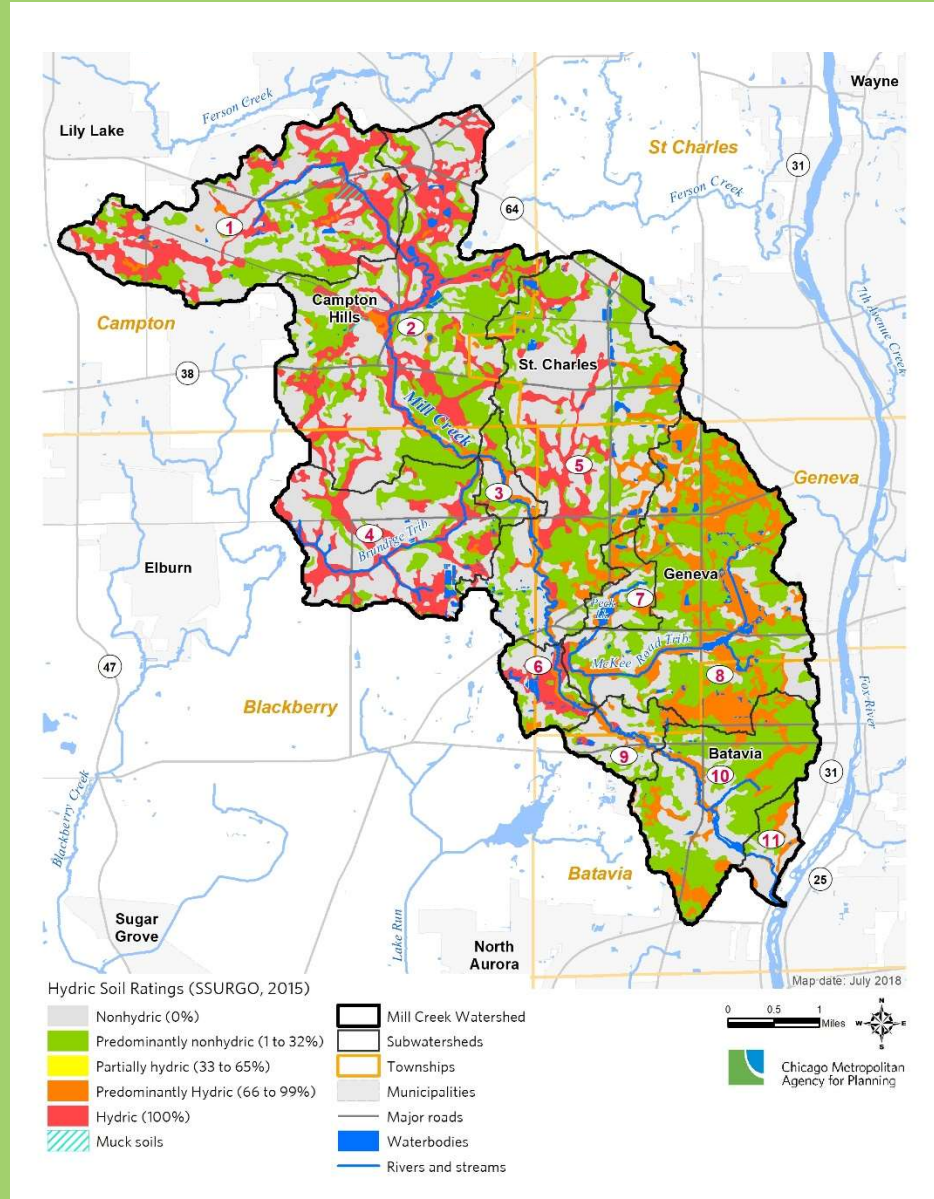 Wayne
Ferson Creek
Lily Lake
St Charles
31
Ferson Creek
64
1
7th Avenue Creek
Campton
Hills
Campton
2
St. Charles
38
Mill Creek
5
Geneva
3
4
Brundige Trib.
Elburn
Geneva
7
Peck
Lk.
McKee Road Trib.
6
47
8
Fox River
Blackberry
Batavia
9
10
31
Blackberry Creek
11
Batavia
25
Sugar
Grove
Lake Run
North
Aurora
Map date: July 2018
Hydric Soil Ratings (SSURGO, 2015)
Nonhydric (0%)
Predominantly nonhydric (1 to 32%)
Partially hydric (33 to 65%)
Predominantly Hydric (66 to 99%)
Hydric (100%)
Muck soils
Mill Creek Watershed
Subwatersheds
Townships
Municipalities
Major roads
Waterbodies
Rivers and streams
0 0.5 1
Miles
N
W E
S
Chicago Metropolitan
Agency for Planning